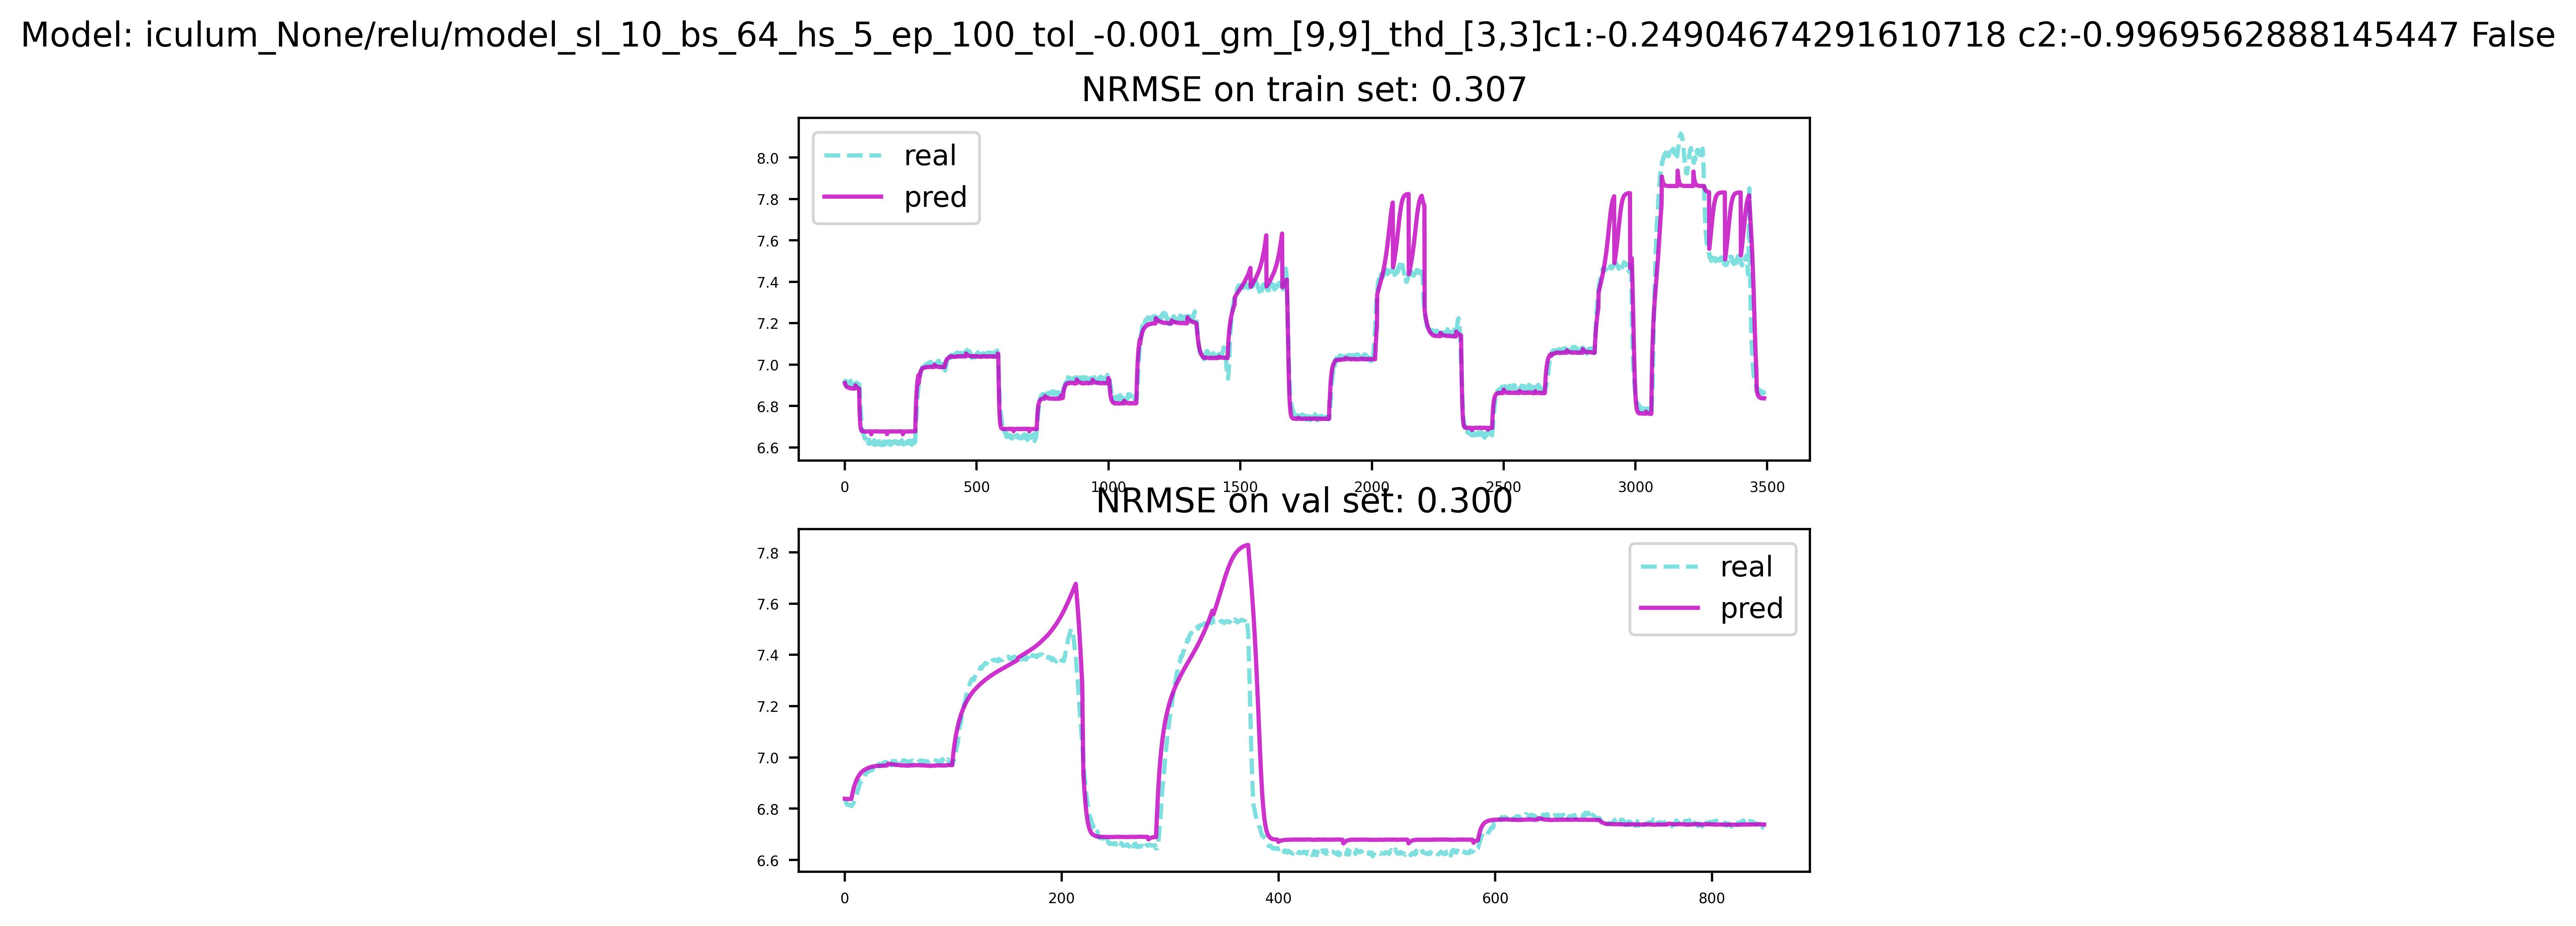 Model: iculum_None/relu/model_sl_10_bs_64_hs_5_ep_100_tol_-0.001_gm_[9,9]_thd_[3,3]c1:-0.24904674291610718 c2:-0.9969562888145447 False
NRMSE on train set: 0.307
real
pred
8.0
7.8
7.6
7.4
7.2
7.0
6.8
6.6
0 500 1000 1500 2000 2500 3000 3500
NRMSE on val set: 0.300
real
pred
7.8
7.6
7.4
7.2
7.0
6.8
6.6
0 200 400 600 800